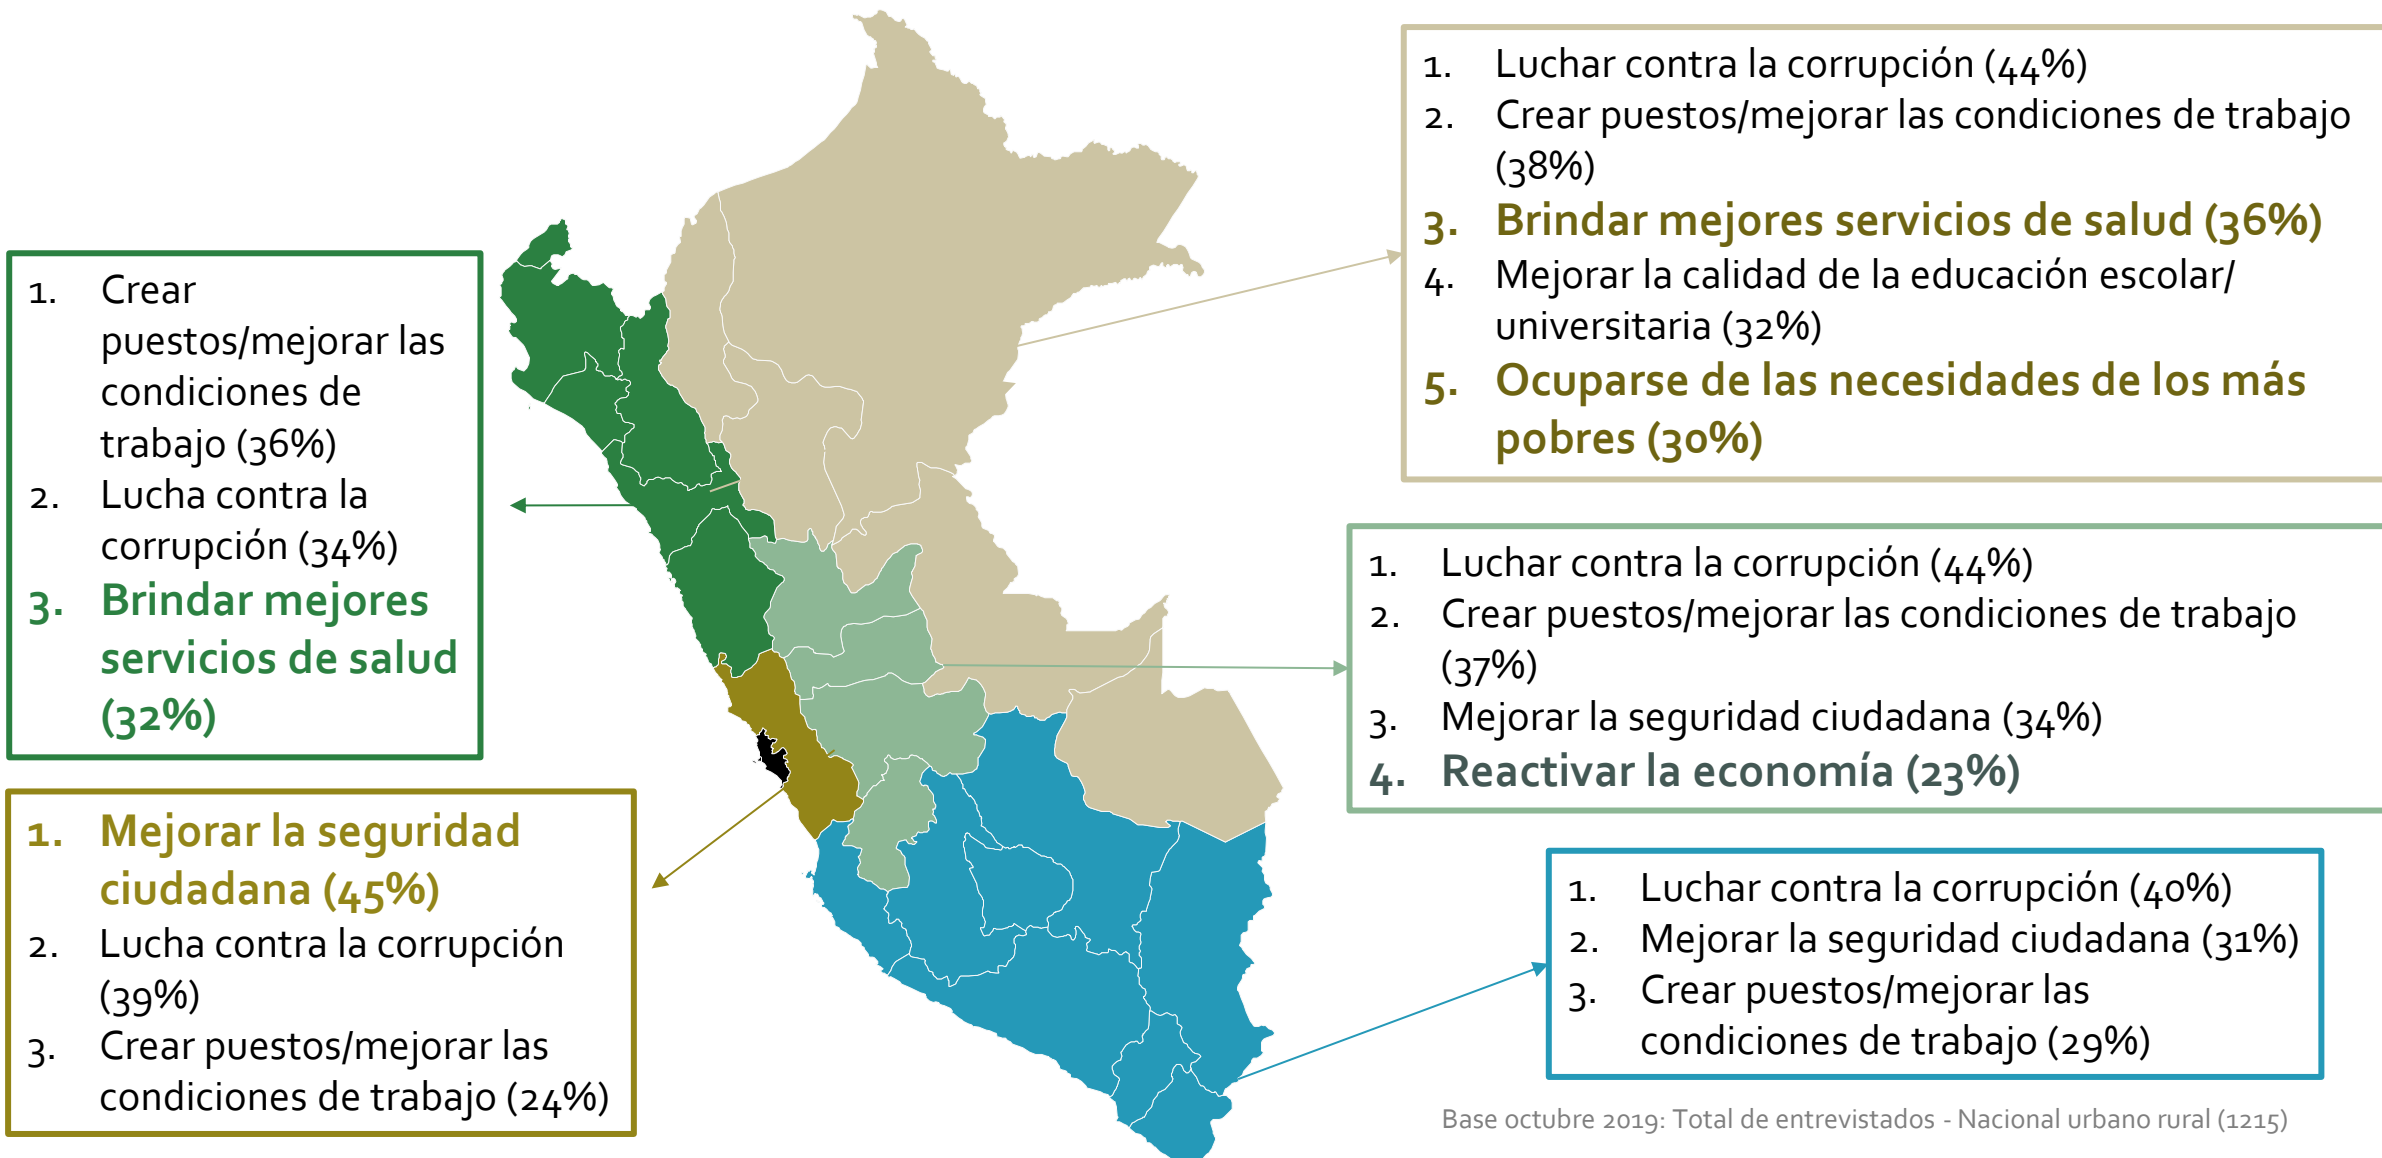 1. Crear
puestos/mejorar las
condiciones de
trabajo (36%)
2. Lucha contra la
corrupción (34%)
3. Brindar mejores
servicios de salud
(32%)
1. Mejorar la seguridad
ciudadana (45%)
2. Lucha contra la corrupción
(39%)
3. Crear puestos/mejorar las
condiciones de trabajo (24%)
1. Luchar contra la corrupción (44%)
2. Crear puestos/mejorar las condiciones de trabajo
(38%)
3. Brindar mejores servicios de salud (36%)
4. Mejorar la calidad de la educación escolar/
universitaria (32%)
5. Ocuparse de las necesidades de los más
pobres (30%)
1. Luchar contra la corrupción (44%)
2. Crear puestos/mejorar las condiciones de trabajo
(37%)
3. Mejorar la seguridad ciudadana (34%)
4. Reactivar la economía (23%)
1. Luchar contra la corrupción (40%)
2. Mejorar la seguridad ciudadana (31%)
3. Crear puestos/mejorar las
condiciones de trabajo (29%)
Base octubre 2019: Total de entrevistados - Nacional urbano rural (1215)